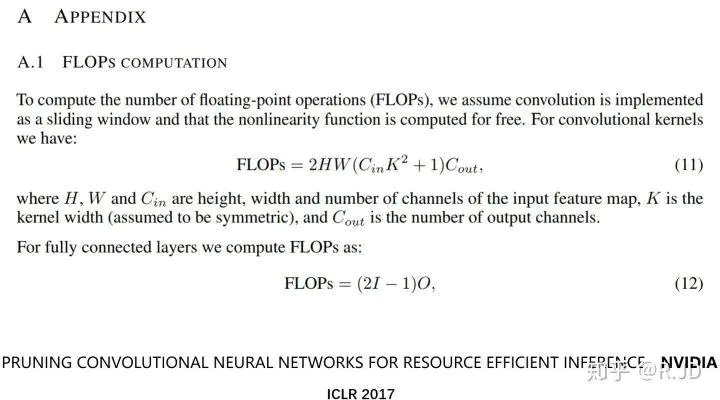 A APPENDIX
A.1 FLOPS COMPUTATION
To compute the number of floating-point operations (FLOPs), we assume convolution is implemented
as a sliding window and that the nonlinearity function is computed for free. For convolutional kernels
we have:
FLOPs = 2HW(C_{in}K^2 + 1)C_{out}, (11)
where H, W and C_{in} are height, width and number of channels of the input feature map, K is the
kernel width (assumed to be symmetric), and C_{out} is the number of output channels.
For fully connected layers we compute FLOPs as:
FLOPs = (2I − 1)O, (12)
PRUNING CONVOLUTIONAL NEURAL NETWORKS FOR RESOURCE EFFICIENT INFERENCE NVIDIA
知乎 @R.JD
ICLR 2017